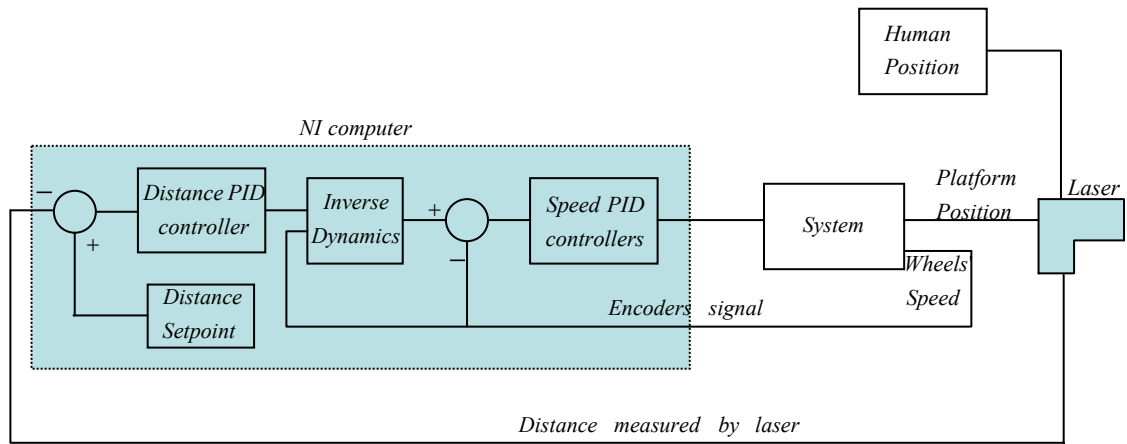 Human
Position
NI computer
Distance PID
controller
Inverse
Dynamics
Speed PID
controllers
System
Platform
Position
Laser
−
+
+
−
Distance
Setpoint
Wheels'
Speed
Encoders signal
Distance measured by laser